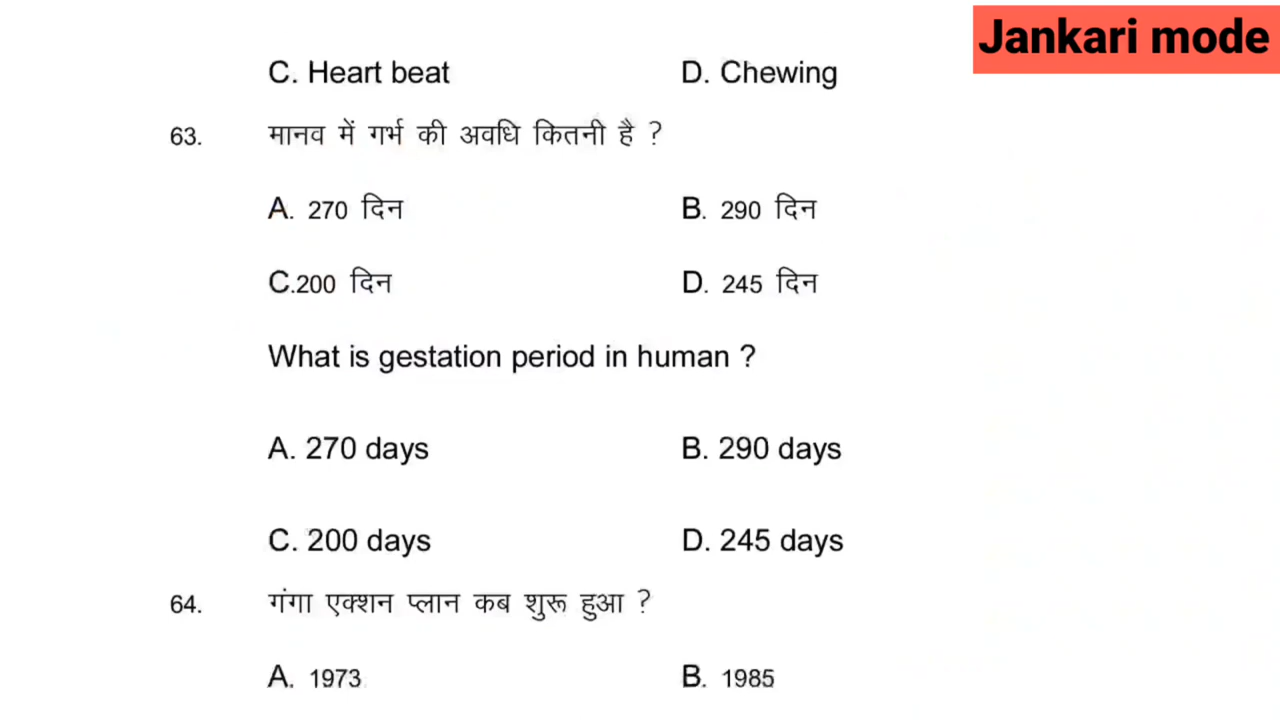 Jankari mode
C. Heart beat D. Chewing
63. मानव में गर्भ की अवधि कितनी है ?
A. 270 दिन B. 290 दिन
C.200 दिन D. 245 दिन
What is gestation period in human ?
A. 270 days B. 290 days
C. 200 days D. 245 days
64. गंगा एक्शन प्लान कब शुरू हुआ ?
A. 1973 B. 1985